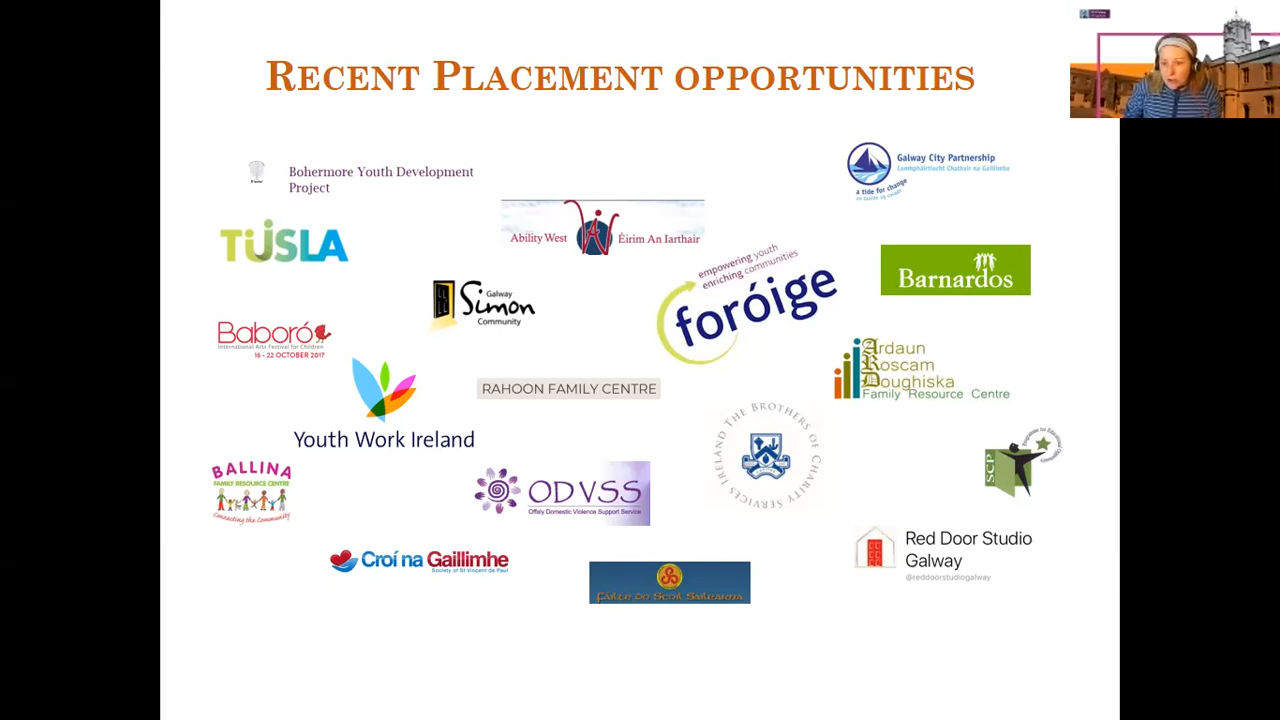 RECENT PLACEMENT OPPORTUNITIES
Bohermore Youth Development
Project
Galway City Partnership
Comhpháirtíocht Chathair na Gaillimhe
a tide for change
TUSLA
Ability West
Éirim An Iarthair
empowering youth
enriching communities
foróige
Barnardos
Galway
Simon
Community
Baboró
International Arts Festival for Children
16 - 22 OCTOBER 2017
Ardaun
Roscam
Doughiska
Family Resource Centre
RAHOON FAMILY CENTRE
Youth Work Ireland
IRELAND THE BROTHERS OF CHARITY SERVICES
SCP
BALLINA
FAMILY RESOURCE CENTRE
Connecting the Community
ODVSS
Offaly Domestic Violence Support Service
Croí na Gaillimhe
Society of St Vincent de Paul
Fáilte do Scoil Sailearna
Red Door Studio
Galway
@reddoorstudiogalway